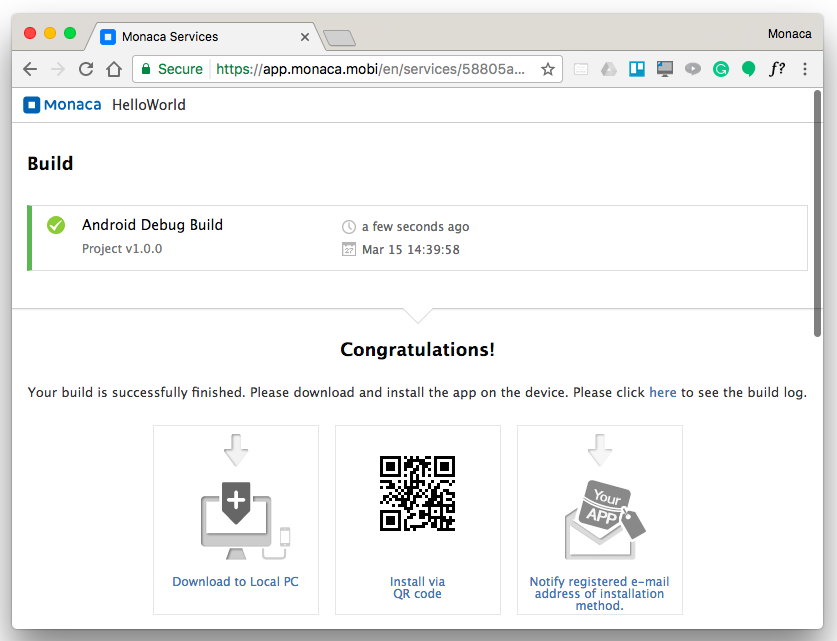 Monaca Services
Monaca
Secure https://app.monaca.mobi/en/services/58805a...
f?
Monaca HelloWorld
Build
Android Debug Build
a few seconds ago
Project v1.0.0
27 Mar 15 14:39:58
Congratulations!
Your build is successfully finished. Please download and install the app on the device. Please click here to see the build log.
Your
APP
Download to Local PC
Install via
QR code
Notify registered e-mail
address of installation
method.